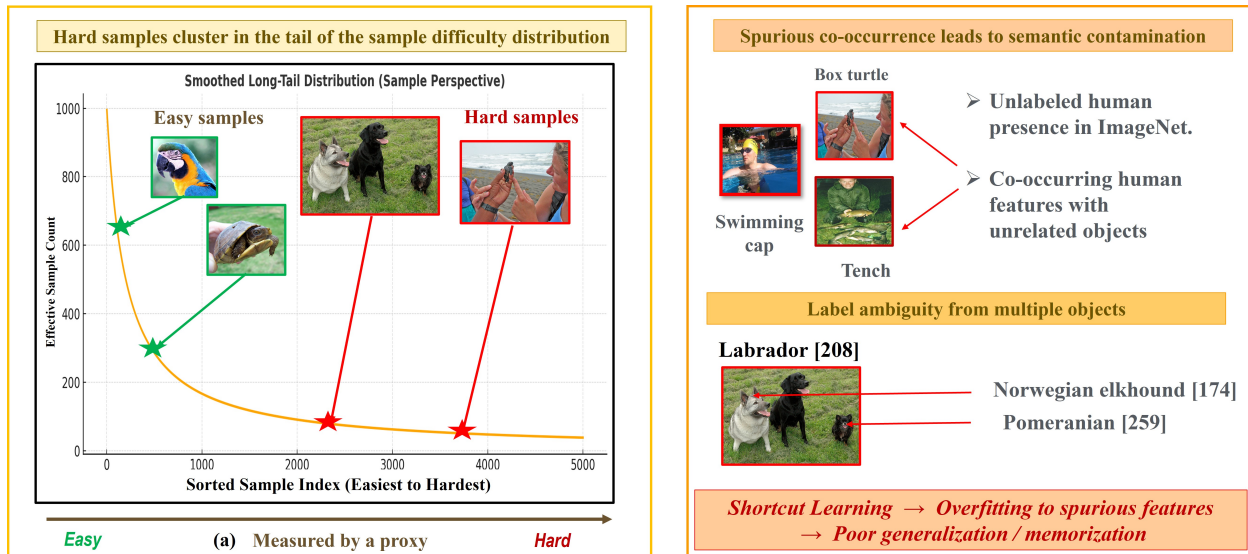 Hard samples cluster in the tail of the sample difficulty distribution
Smoothed Long-Tail Distribution (Sample Perspective)
Easy samples
Hard samples
Effective Sample Count
1000
800
600
400
200
0
0 1000 2000 3000 4000 5000
Sorted Sample Index (Easiest to Hardest)
Easy (a) Measured by a proxy Hard
Spurious co-occurrence leads to semantic contamination
Box turtle
Swimming
cap
Tench
➢ Unlabeled human
presence in ImageNet.
➢ Co-occurring human
features with
unrelated objects
Label ambiguity from multiple objects
Labrador [208]
Norwegian elkhound [174]
Pomeranian [259]
Shortcut Learning → Overfitting to spurious features
→ Poor generalization / memorization